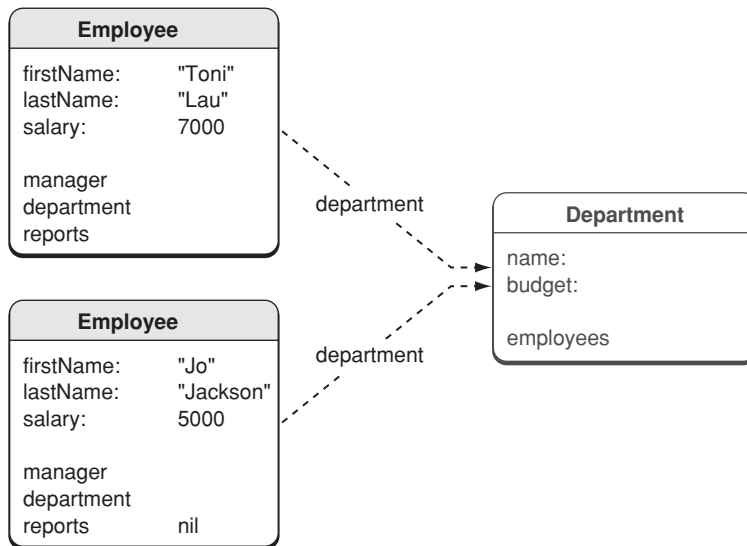 Employee
firstName: "Toni"
lastName: "Lau"
salary: 7000
manager
department
reports
department
Department
name:
budget:
employees
Employee
firstName: "Jo"
lastName: "Jackson"
salary: 5000
manager
department
reports nil
department